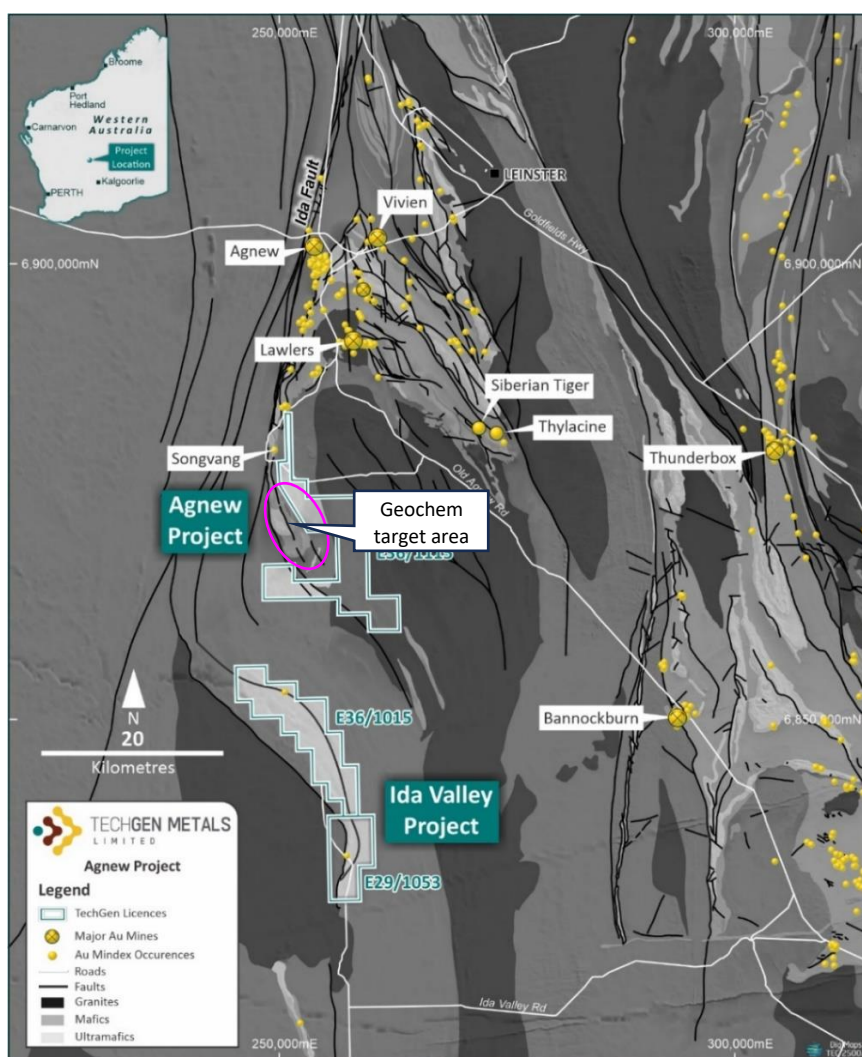 250,000mE
300,000mE
Broome
Port
Hedland
Western
Australia
Carnarvon
Project
Location
Kalgoorlie
PERTH
Ida Fault
LEINSTER
Vivien
Goldfields Hwy
Agnew
6,900,000mN
6,900,000mN
Lawlers
Siberian Tiger
Thylacine
Songvang
Thunderbox
Agnew
Project
Geochem
target area
E36/1113
E36/1015
Bannockburn
6,850,000mN
N
20
Kilometres
Ida Valley
Project
E29/1053
TECHGEN METALS
LIMITED
Agnew Project
Legend
TechGen Licences
Major Au Mines
Au Mindex Occurences
Roads
Faults
Granites
Mafics
Ultramafics
Ida Valley Rd
250,000mE
300,000mE